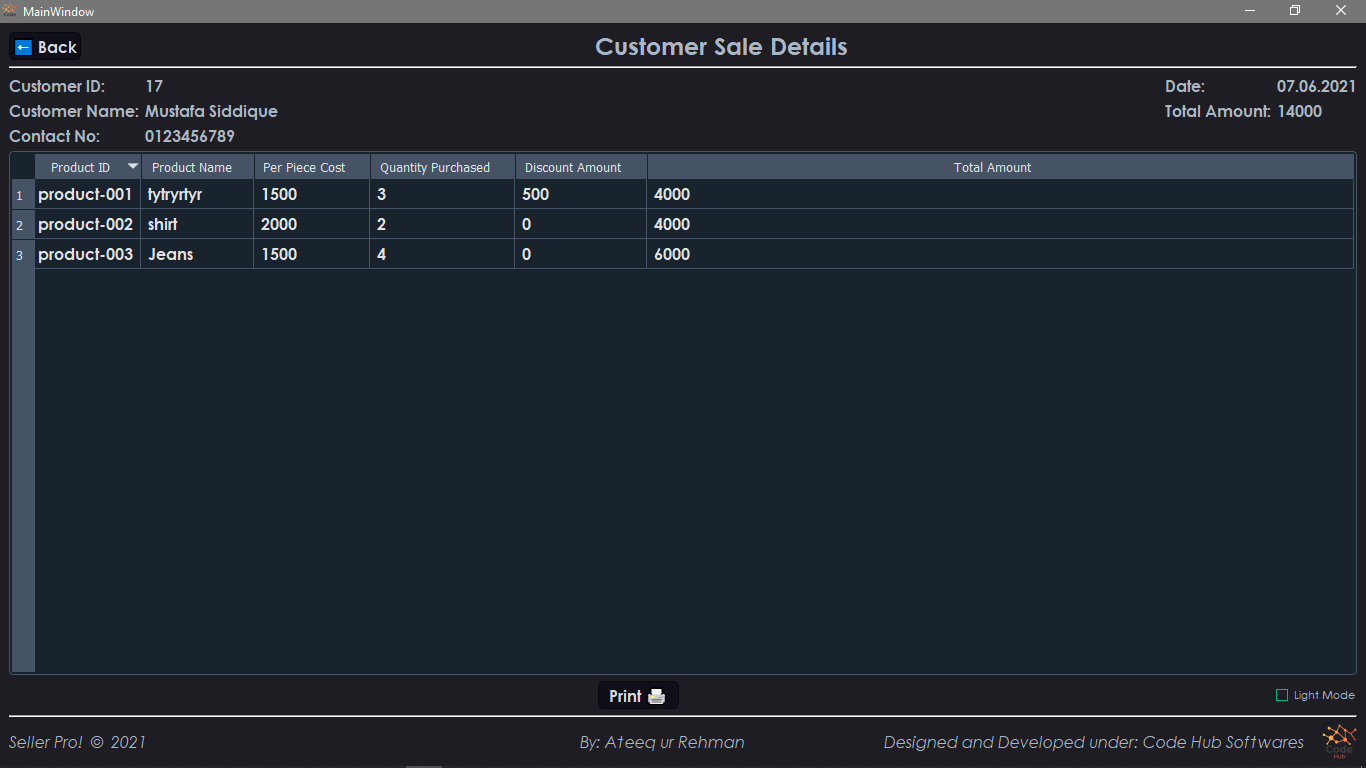 MainWindow
Back
Customer Sale Details
Customer ID: 17
Date: 07.06.2021
Customer Name: Mustafa Siddique
Total Amount: 14000
Contact No: 0123456789
Product ID Product Name Per Piece Cost Quantity Purchased Discount Amount Total Amount
1 product-001 tytryrtyr 1500 3 500 4000
2 product-002 shirt 2000 2 0 4000
3 product-003 Jeans 1500 4 0 6000
Print
Light Mode
Seller Pro! © 2021
By: Ateeq ur Rehman
Designed and Developed under: Code Hub Softwares
Code
Hub